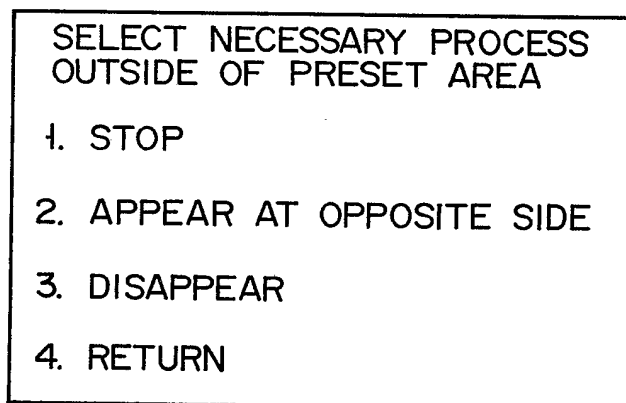 SELECT NECESSARY PROCESS
OUTSIDE OF PRESET AREA
1. STOP
2. APPEAR AT OPPOSITE SIDE
3. DISAPPEAR
4. RETURN